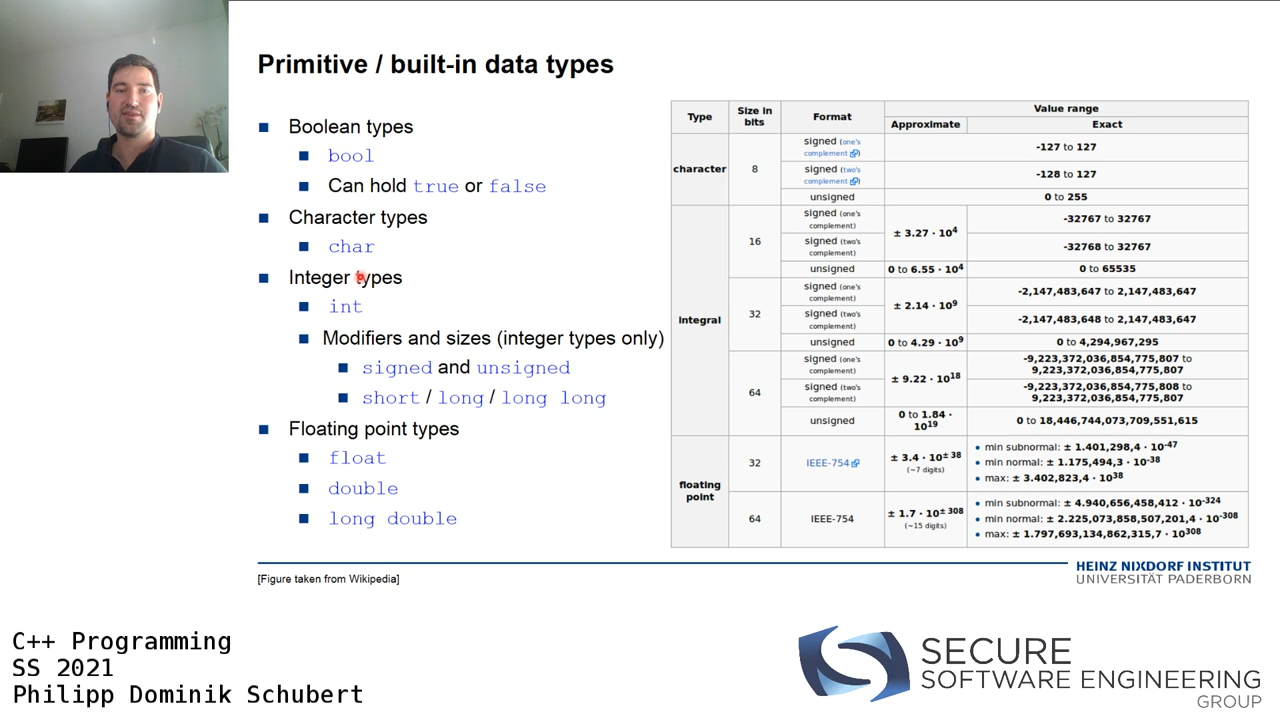 Primitive / built-in data types
Boolean types
bool
Can hold true or false
Character types
char
Integer types
int
Modifiers and sizes (integer types only)
signed and unsigned
short / long / long long
Floating point types
float
double
long double
Type Size in bits Format Value range
Approximate Exact
character 8 signed (one's complement) -127 to 127
signed (two's complement) -128 to 127
unsigned 0 to 255
integral 16 signed (one's complement) ± 3.27 · 10⁴ -32767 to 32767
signed (two's complement) -32768 to 32767
unsigned 0 to 6.55 · 10⁴ 0 to 65535
32 signed (one's complement) ± 2.14 · 10⁹ -2,147,483,647 to 2,147,483,647
signed (two's complement) -2,147,483,648 to 2,147,483,647
unsigned 0 to 4.29 · 10⁹ 0 to 4,294,967,295
64 signed (one's complement) ± 9.22 · 10¹⁸ -9,223,372,036,854,775,807 to 9,223,372,036,854,775,807
signed (two's complement) -9,223,372,036,854,775,808 to 9,223,372,036,854,775,807
unsigned 0 to 1.84 · 10¹⁹ 0 to 18,446,744,073,709,551,615
floating point 32 IEEE-754 ± 3.4 · 10± ³⁸ (~7 digits) min subnormal: ± 1.401,298,4 · 10⁻⁴⁷
min normal: ± 1.175,494,3 · 10⁻³⁸
max: ± 3.402,823,4 · 10³⁸
64 IEEE-754 ± 1.7 · 10± ³⁰⁸ (~15 digits) min subnormal: ± 4.940,656,458,412 · 10⁻³²⁴
min normal: ± 2.225,073,858,507,201,4 · 10⁻³⁰⁸
max: ± 1.797,693,134,862,315,7 · 10³⁰⁸
[Figure taken from Wikipedia]
HEINZ NIXDORF INSTITUT
UNIVERSITÄT PADERBORN
C++ Programming
SS 2021
Philipp Dominik Schubert
SECURE
SOFTWARE ENGINEERING
GROUP